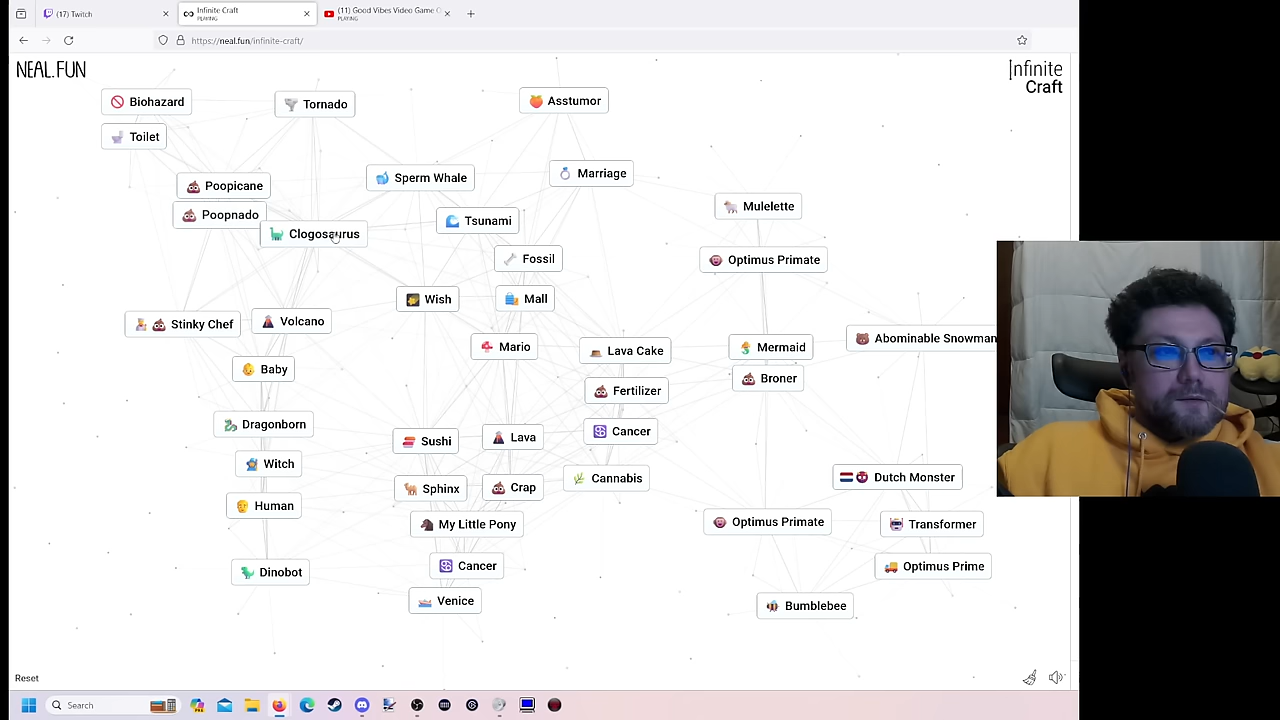 (17) Twitch
Infinite Craft
PLAYING
(11) Good Vibes Video Game
PLAYING
https://neal.fun/infinite-craft/
NEAL.FUN
Infinite
Craft
Biohazard
Tornado
Asstumor
Toilet
Poopicane
Sperm Whale
Marriage
Poopnado
Tsunami
Mulelette
Clogosaurus
Fossil
Optimus Primate
Wish
Mall
Stinky Chef
Volcano
Mario
Lava Cake
Mermaid
Abominable Snowman
Baby
Fertilizer
Broner
Dragonborn
Sushi
Lava
Cancer
Witch
Sphinx
Crap
Cannabis
Dutch Monster
Human
My Little Pony
Optimus Primate
Transformer
Dinobot
Cancer
Optimus Prime
Venice
Bumblebee
Reset
Search